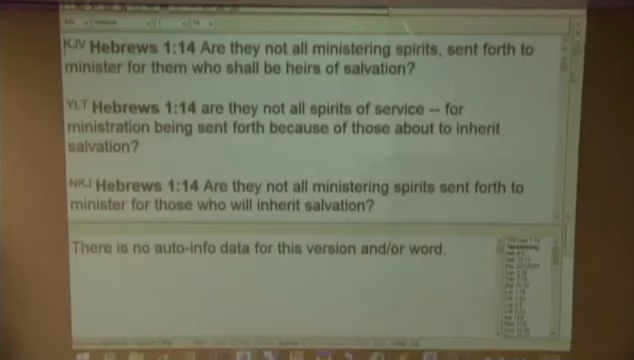 KJV Hebrews 1:14 Are they not all ministering spirits, sent forth to
minister for them who shall be heirs of salvation?
YLT Hebrews 1:14 are they not all spirits of service -- for
ministration being sent forth because of those about to inherit
salvation?
NKJ Hebrews 1:14 Are they not all ministering spirits sent forth to
minister for those who will inherit salvation?
There is no auto-info data for this version and/or word.